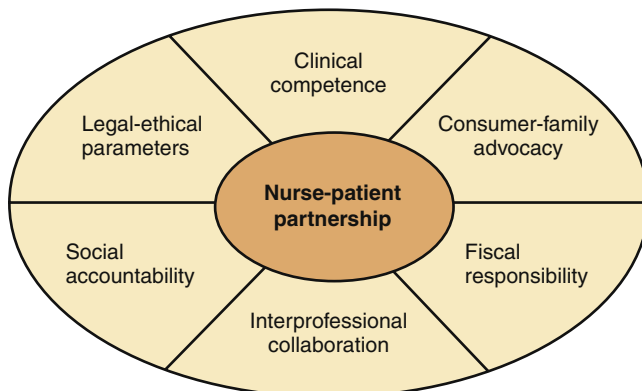 Clinical
competence
Legal-ethical
parameters
Consumer-family
advocacy
Nurse-patient
partnership
Social
accountability
Fiscal
responsibility
Interprofessional
collaboration